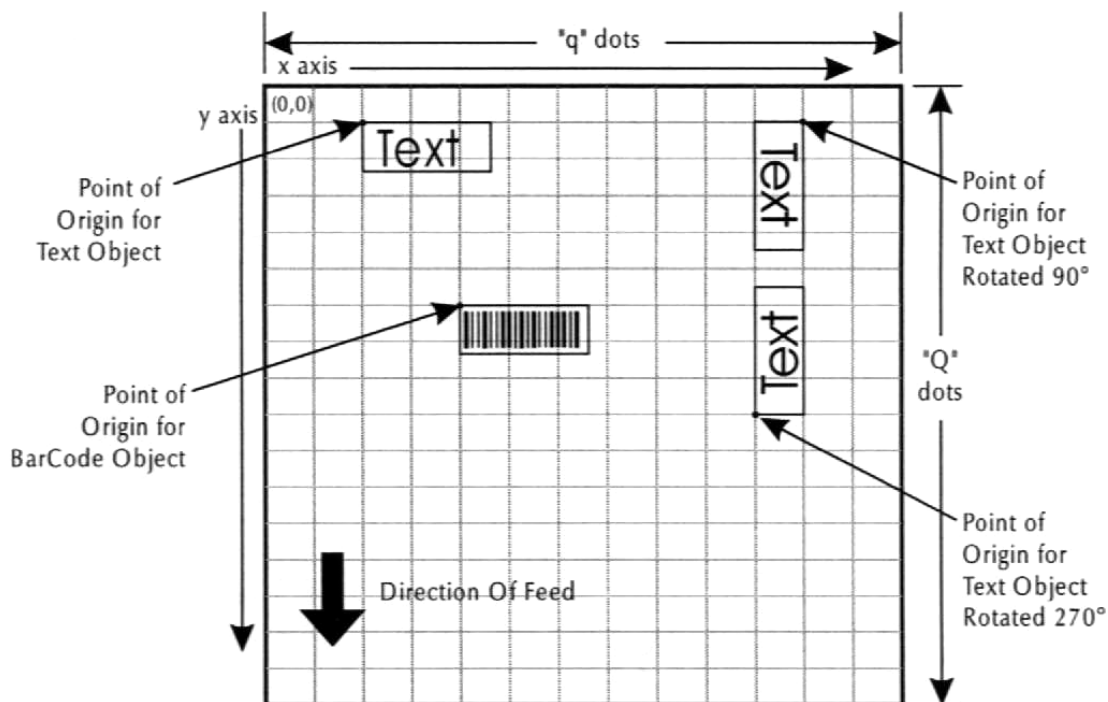 "q" dots
x axis
(0,0)
y axis
Text
Text
Point of
Origin for
Text Object
Point of
Origin for
Text Object
Rotated 90°
Text
"Q"
dots
Point of
Origin for
BarCode Object
Point of
Origin for
Text Object
Rotated 270°
Direction Of Feed